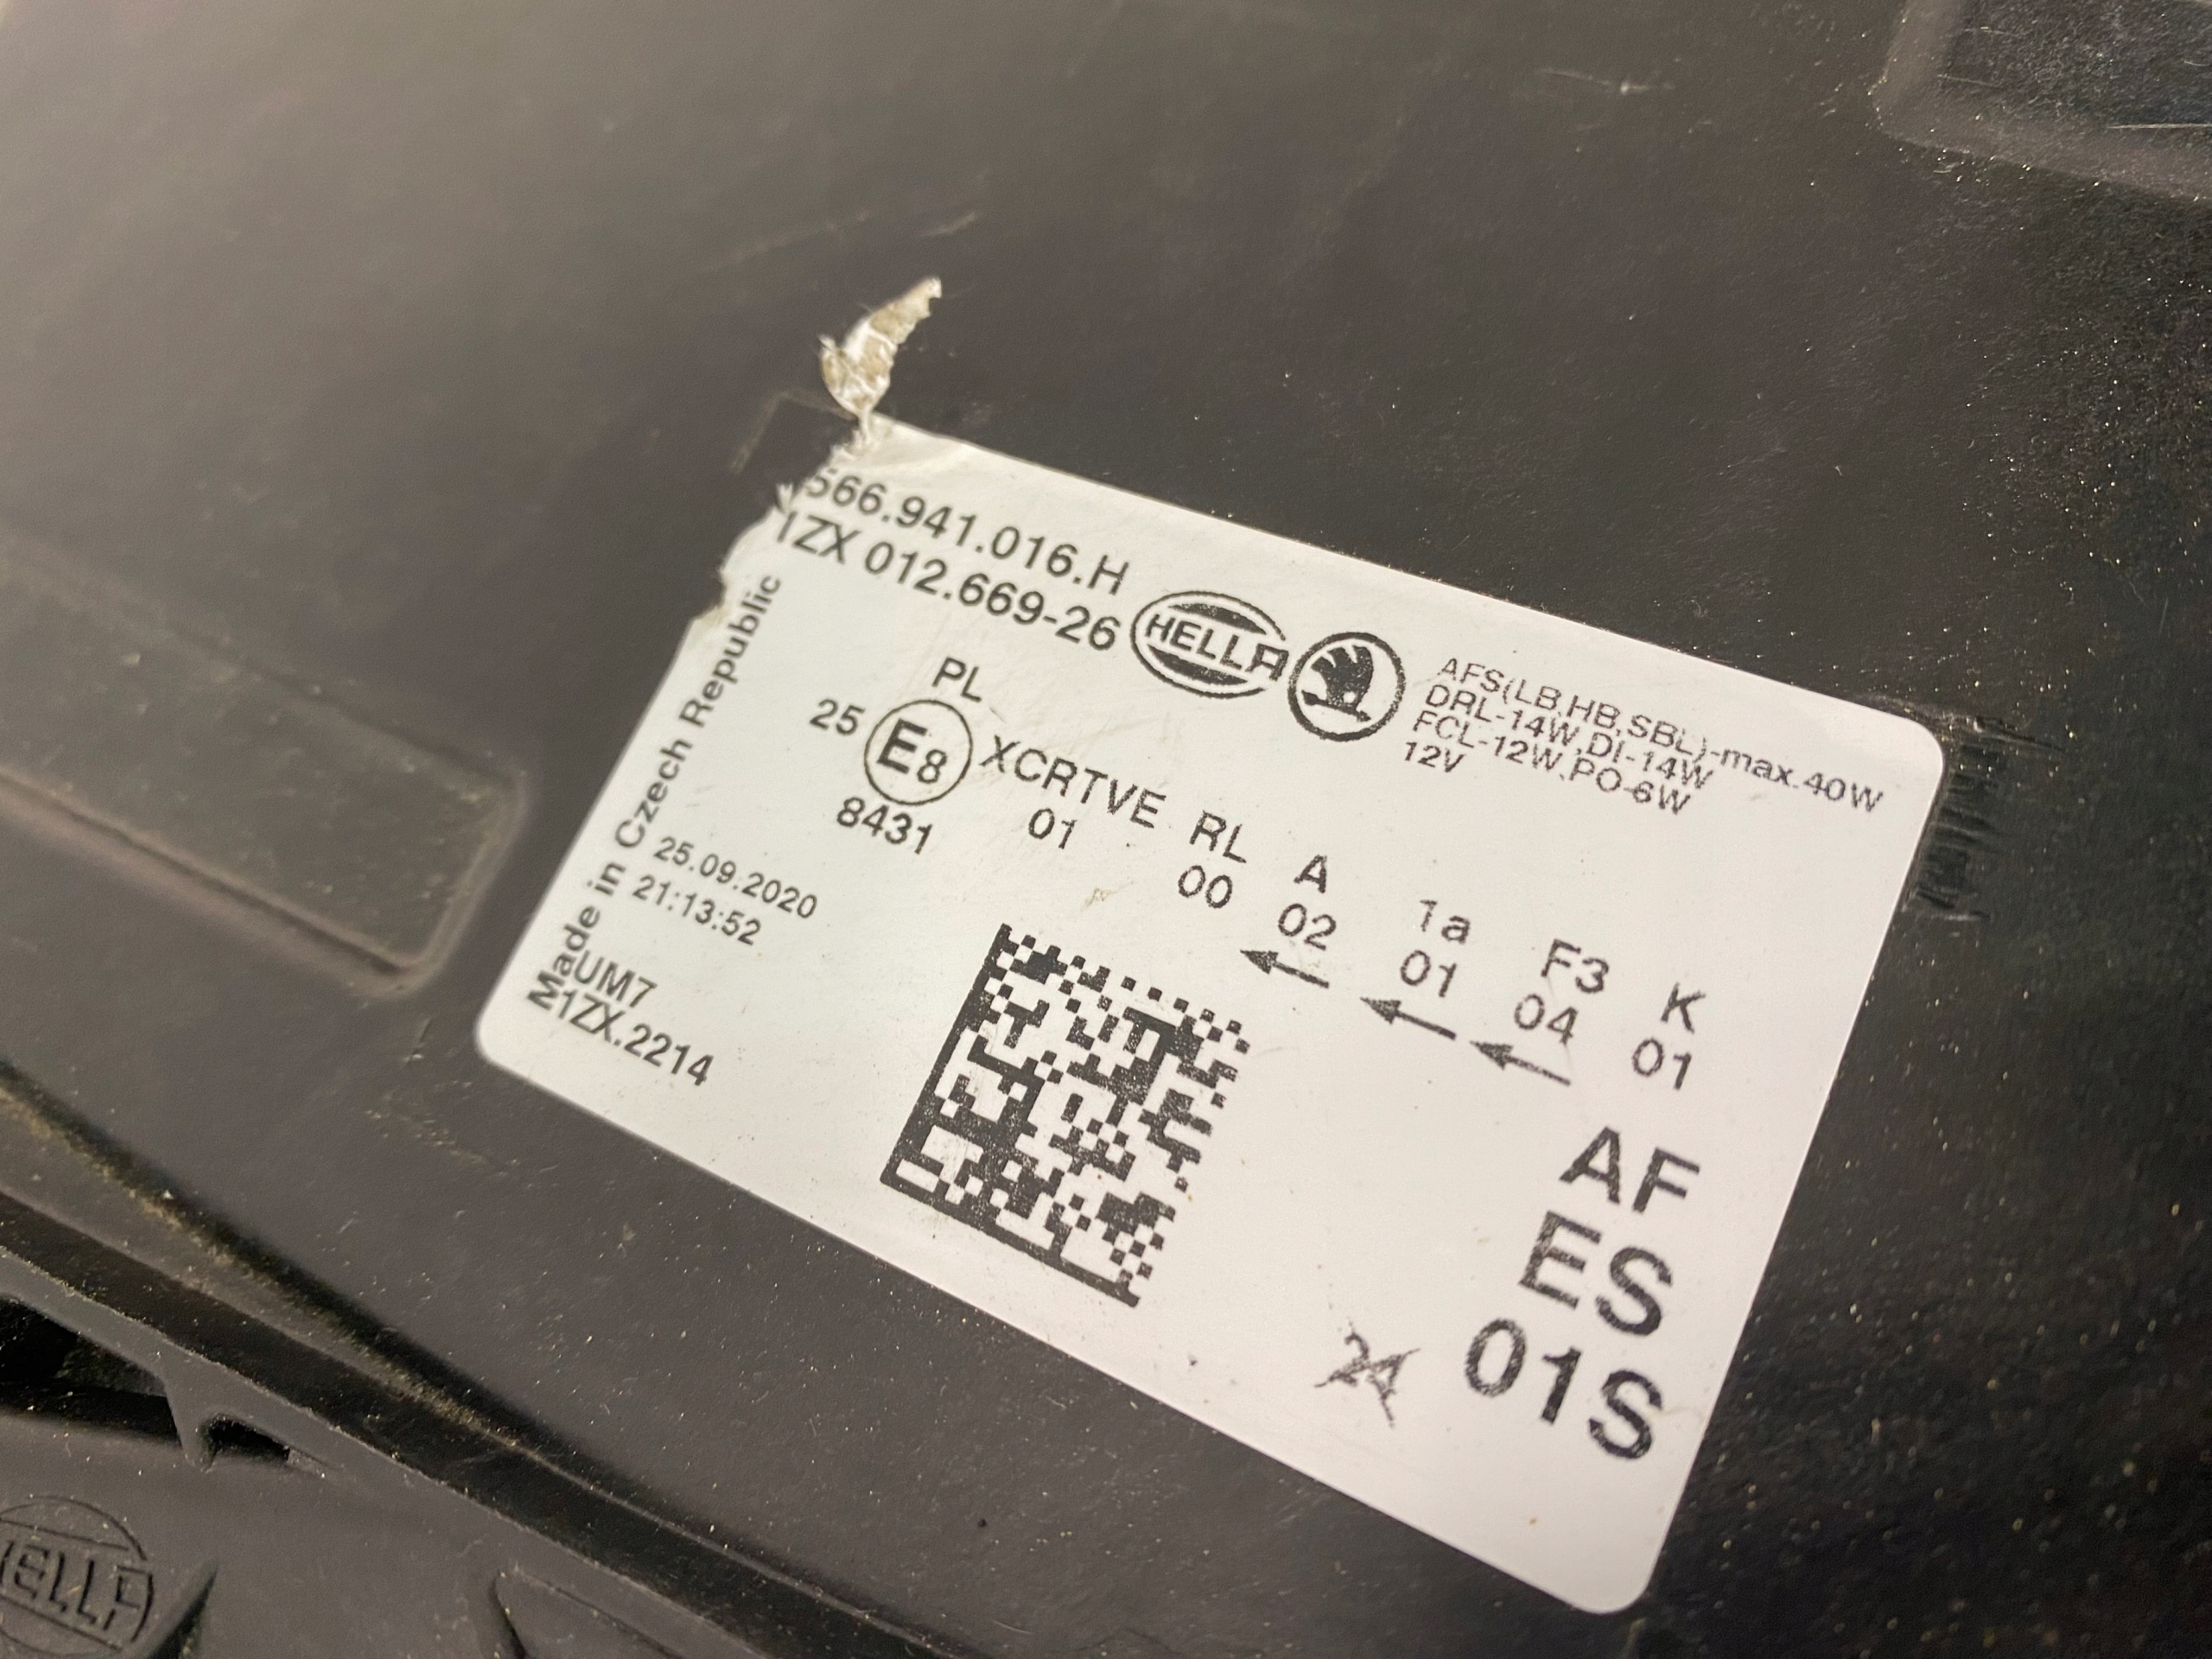 566.941.016.H
1ZX 012.669-26
HELLA
AFS(LB,HB,SBL)-max.40W
DRL-14W,DI-14W
FCL-12W,PO-6W
12V
PL
25 E8 XCRTVE RL A 1a F3 K
8431 01 00 02 01 04 01
Made in Czech Republic
25.09.2020
21:13:52
UM7
1ZX.2214
AF
ES
01S
24
HELLA